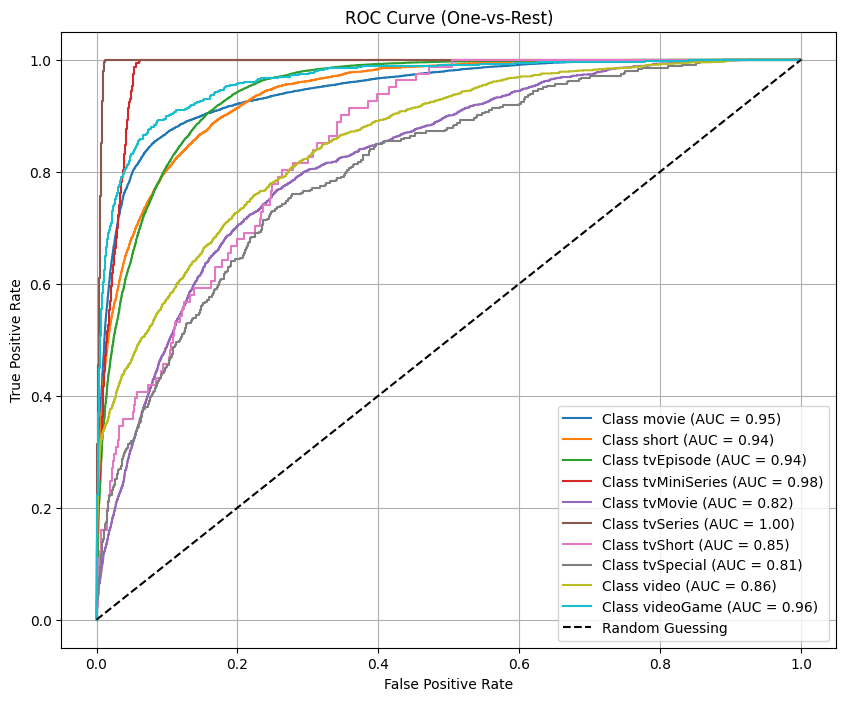 ROC Curve (One-vs-Rest)
True Positive Rate
1.0
0.8
0.6
0.4
0.2
0.0
0.0 0.2 0.4 0.6 0.8 1.0
False Positive Rate
Class movie (AUC = 0.95)
Class short (AUC = 0.94)
Class tvEpisode (AUC = 0.94)
Class tvMiniSeries (AUC = 0.98)
Class tvMovie (AUC = 0.82)
Class tvSeries (AUC = 1.00)
Class tvShort (AUC = 0.85)
Class tvSpecial (AUC = 0.81)
Class video (AUC = 0.86)
Class videoGame (AUC = 0.96)
Random Guessing